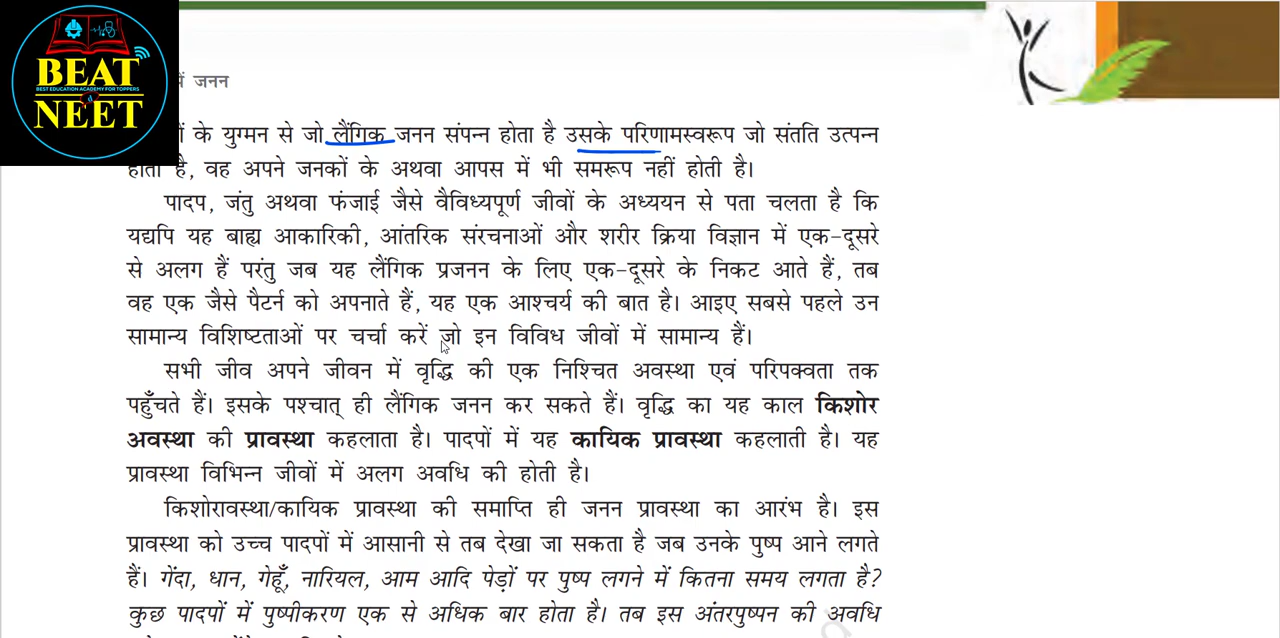 BEAT
BEST EDUCATION ACADEMY FOR TOPPERS
NEET
में जनन
के युग्मन से जो लैंगिक जनन संपन्न होता है उसके परिणामस्वरूप जो संतति उत्पन्न
होती है, वह अपने जनकों के अथवा आपस में भी समरूप नहीं होती है।
पादप, जंतु अथवा फंजाई जैसे वैविध्यपूर्ण जीवों के अध्ययन से पता चलता है कि
यद्यपि यह बाह्य आकारिकी, आंतरिक संरचनाओं और शरीर क्रिया विज्ञान में एक-दूसरे
से अलग हैं परंतु जब यह लैंगिक प्रजनन के लिए एक-दूसरे के निकट आते हैं, तब
वह एक जैसे पैटर्न को अपनाते हैं, यह एक आश्चर्य की बात है। आइए सबसे पहले उन
सामान्य विशिष्टताओं पर चर्चा करें जो इन विविध जीवों में सामान्य हैं।
सभी जीव अपने जीवन में वृद्धि की एक निश्चित अवस्था एवं परिपक्वता तक
पहुँचते हैं। इसके पश्चात् ही लैंगिक जनन कर सकते हैं। वृद्धि का यह काल किशोर
अवस्था की प्रावस्था कहलाता है। पादपों में यह कायिक प्रावस्था कहलाती है। यह
प्रावस्था विभिन्न जीवों में अलग अवधि की होती है।
किशोरावस्था/कायिक प्रावस्था की समाप्ति ही जनन प्रावस्था का आरंभ है। इस
प्रावस्था को उच्च पादपों में आसानी से तब देखा जा सकता है जब उनके पुष्प आने लगते
हैं। गेंदा, धान, गेहूँ, नारियल, आम आदि पेड़ों पर पुष्प लगने में कितना समय लगता है?
कुछ पादपों में पुष्पीकरण एक से अधिक बार होता है। तब इस अंतरपुष्पन की अवधि